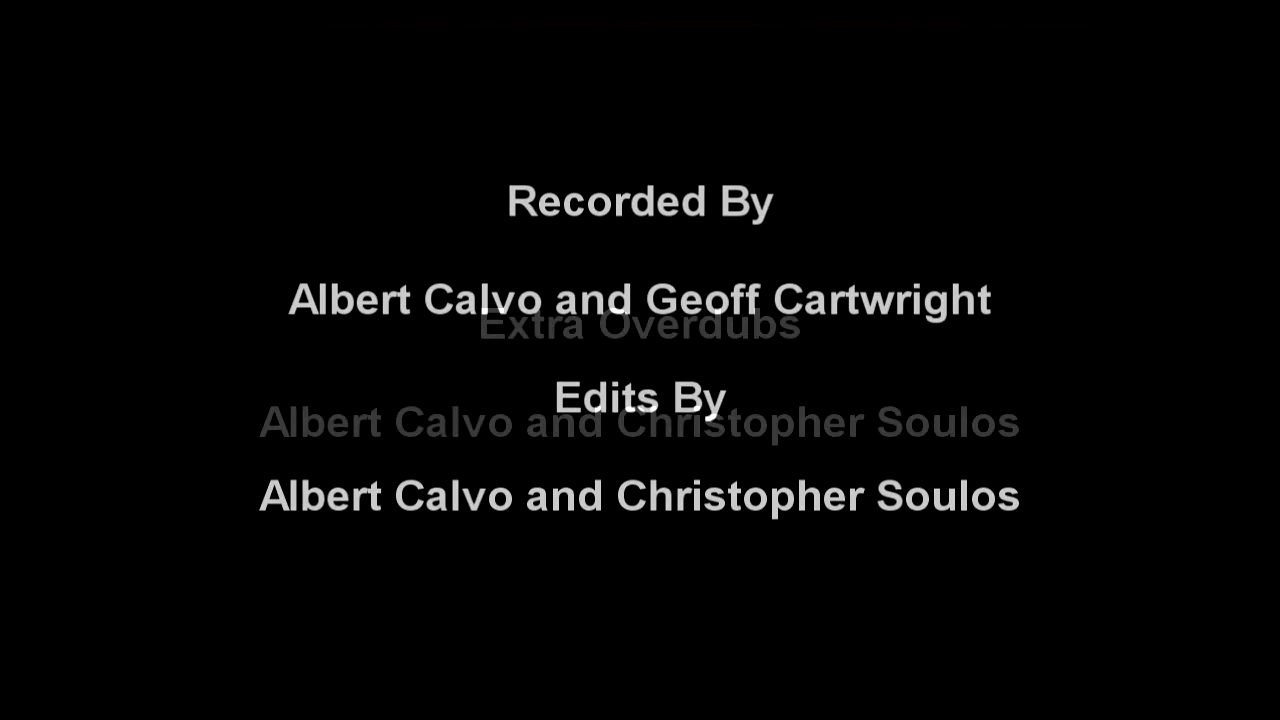 Recorded By
Albert Calvo and Geoff Cartwright
Extra Overdubs
Edits By
Albert Calvo and Christopher Soulos
Albert Calvo and Christopher Soulos